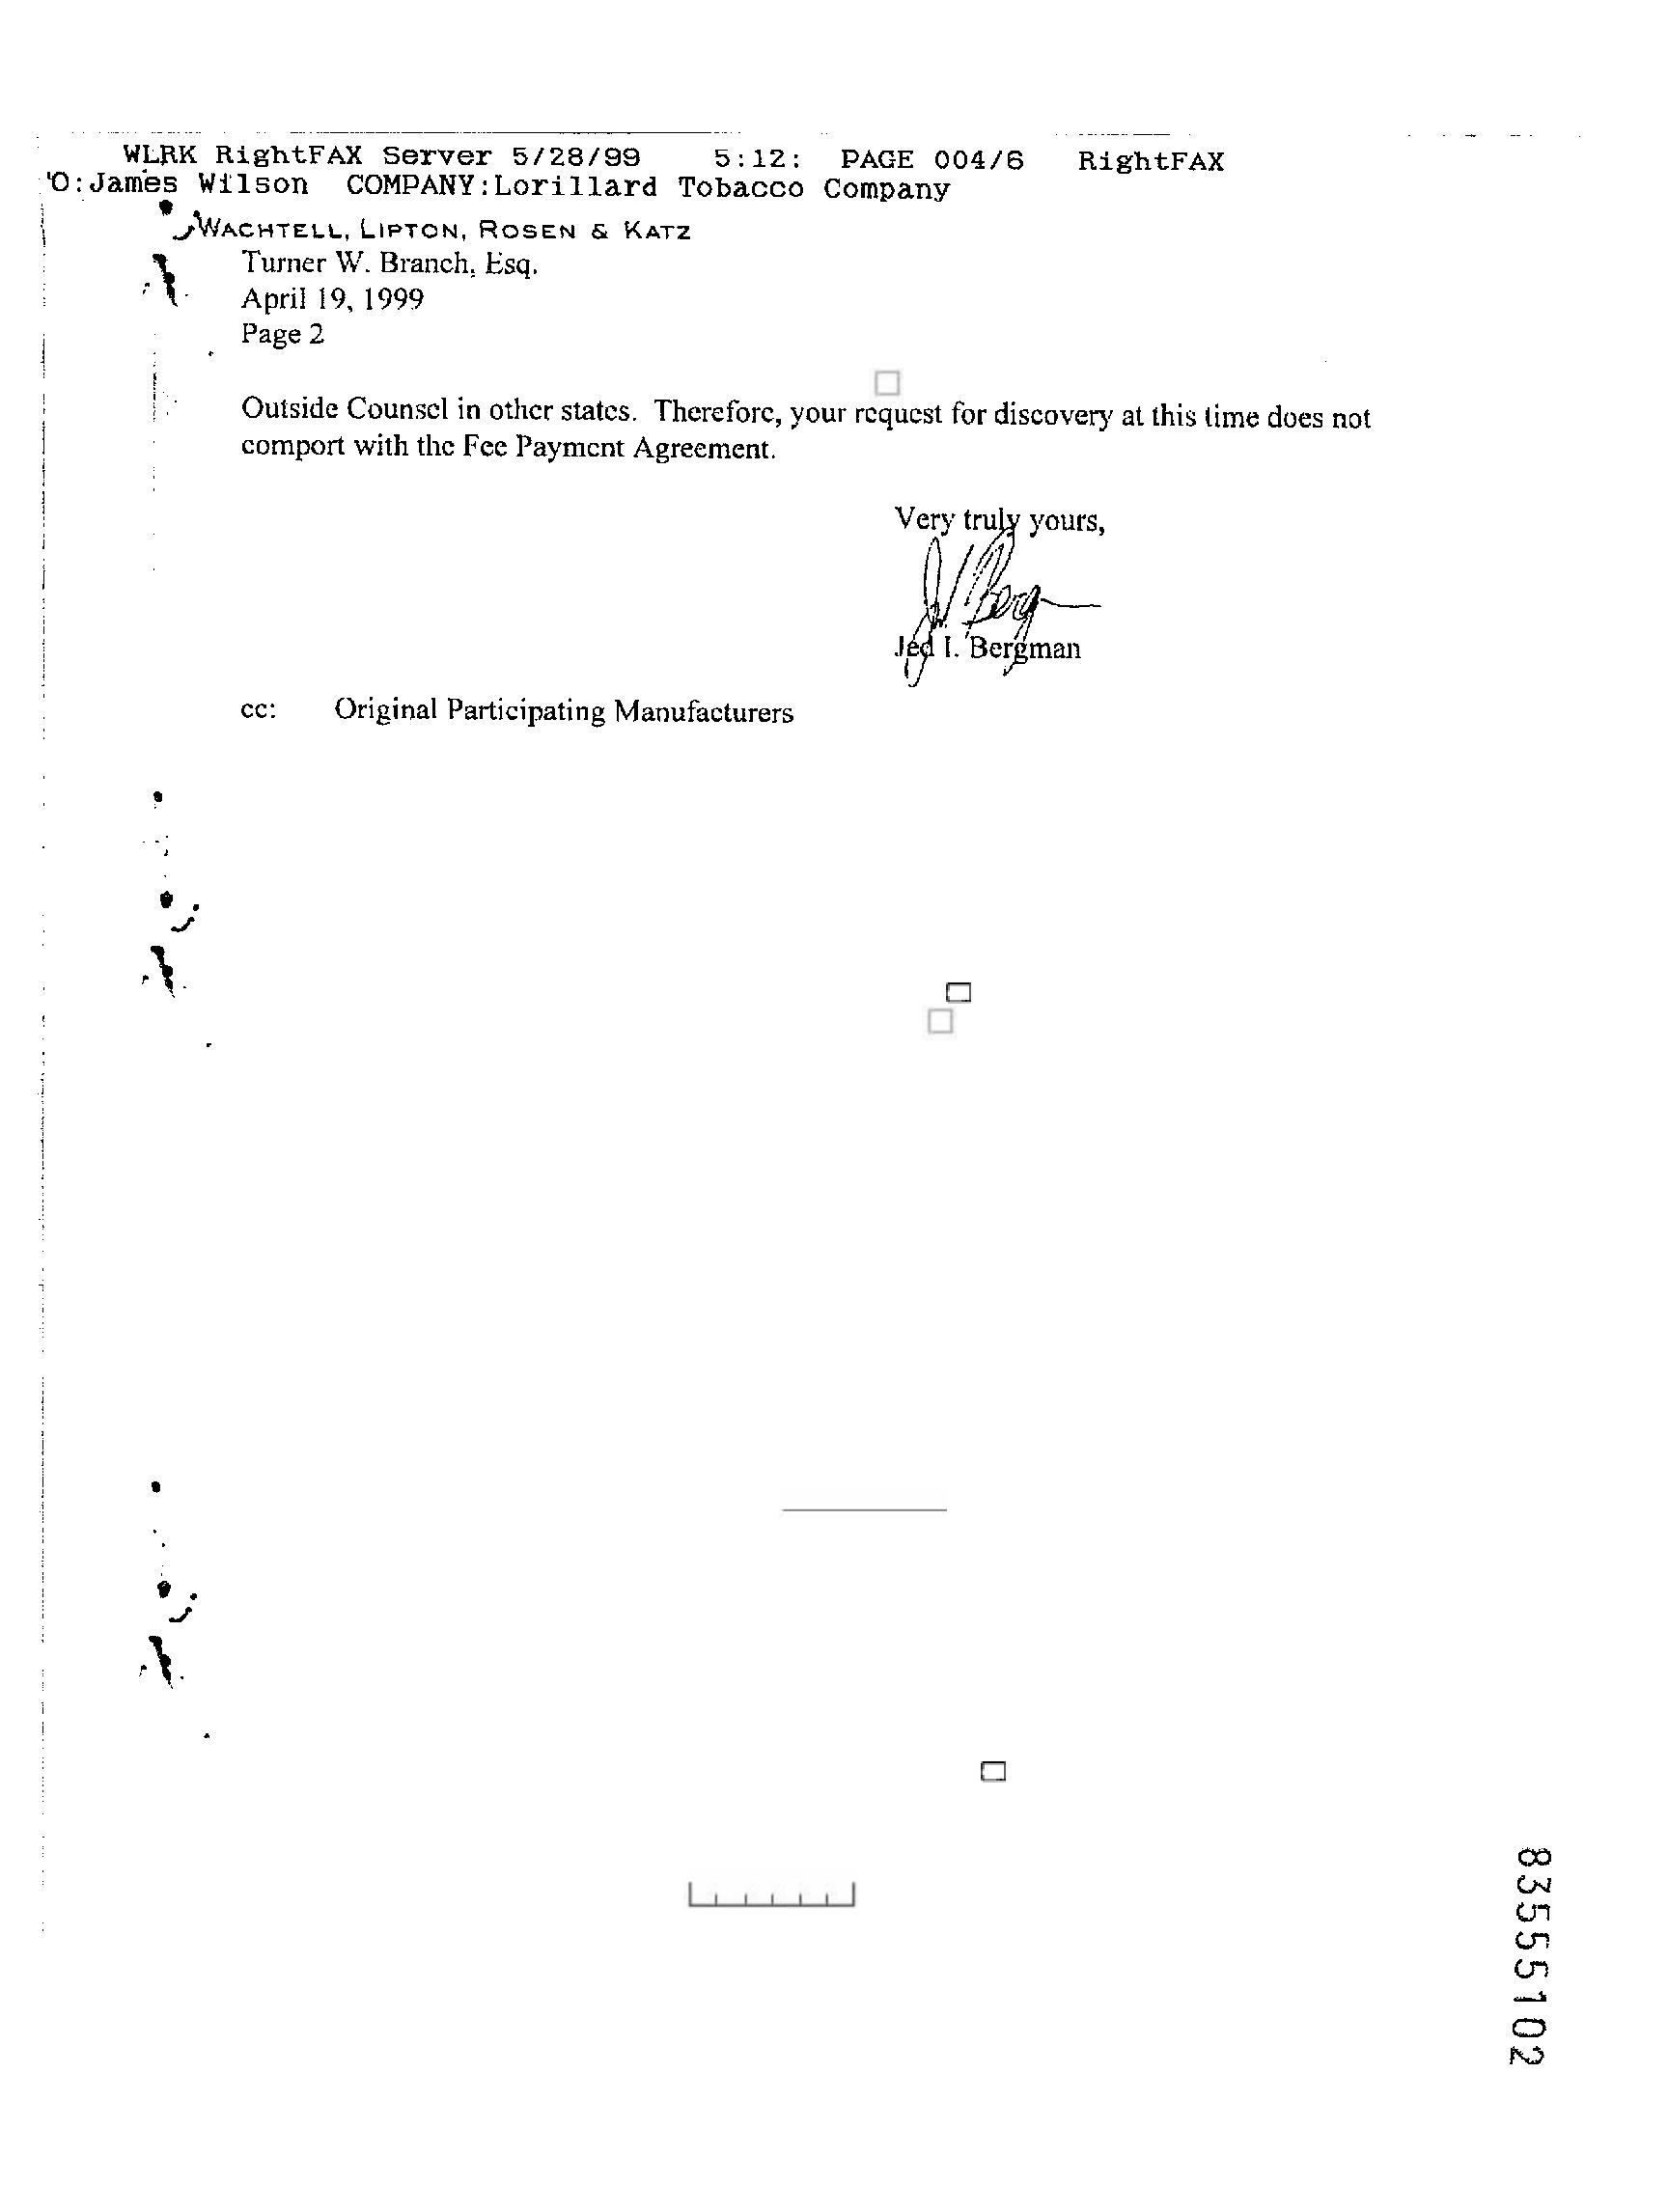 WLRK RightFAX Server 5/28/99 5:12: PAGE 004/6 RightFAX
'O:James Wilson COMPANY:Lorillard Tobacco Company
WACHTELL, LIPTON, ROSEN & KATZ
Turner W. Branch, Esq.
April 19, 1999
Page 2
Outside Counsel in other states. Therefore, your request for discovery at this time does not
comport with the Fee Payment Agreement.
Very truly yours,
Jed I. Bergman
cc: Original Participating Manufacturers
83555102